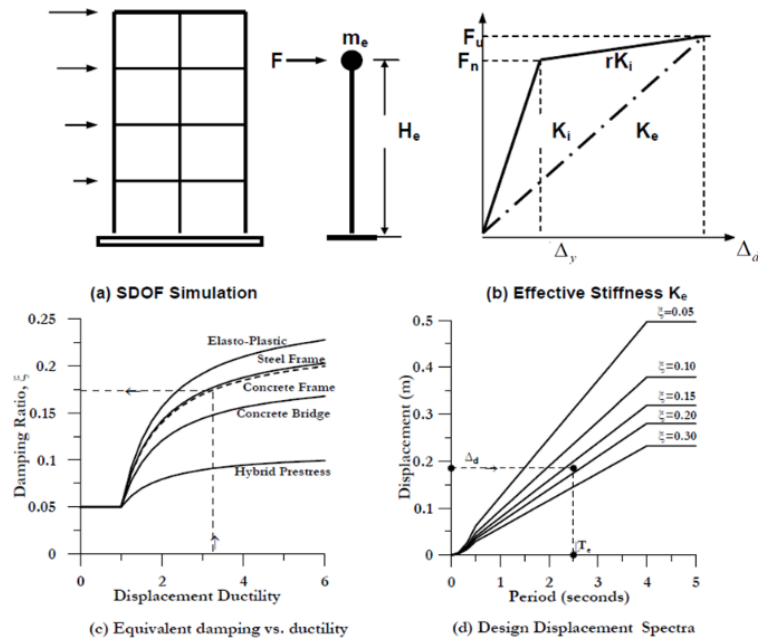 F
m_e
H_e
F_u
F_n
rK_i
K_i
K_e
Δ_y
Δ_d
(a) SDOF Simulation
(b) Effective Stiffness K_e
0.25
0.2
0.15
0.1
0.05
0
2
4
6
Damping Ratio, ξ
Displacement Ductility
Elasto-Plastic
Steel Frame
Concrete Frame
Concrete Bridge
Hybrid Prestress
(c) Equivalent damping vs. ductility
0.5
0.4
0.3
0.2
0.1
0
0
1
2
3
4
5
Displacement (m)
Period (seconds)
ξ=0.05
ξ=0.10
ξ=0.15
ξ=0.20
ξ=0.30
Δ_d
T_e
(d) Design Displacement Spectra